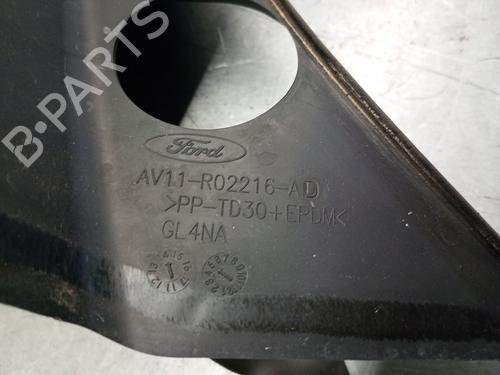 B-PARTS
Ford
AV11-R02216-AD
>PP-TD30+EPDM<
GL4NA